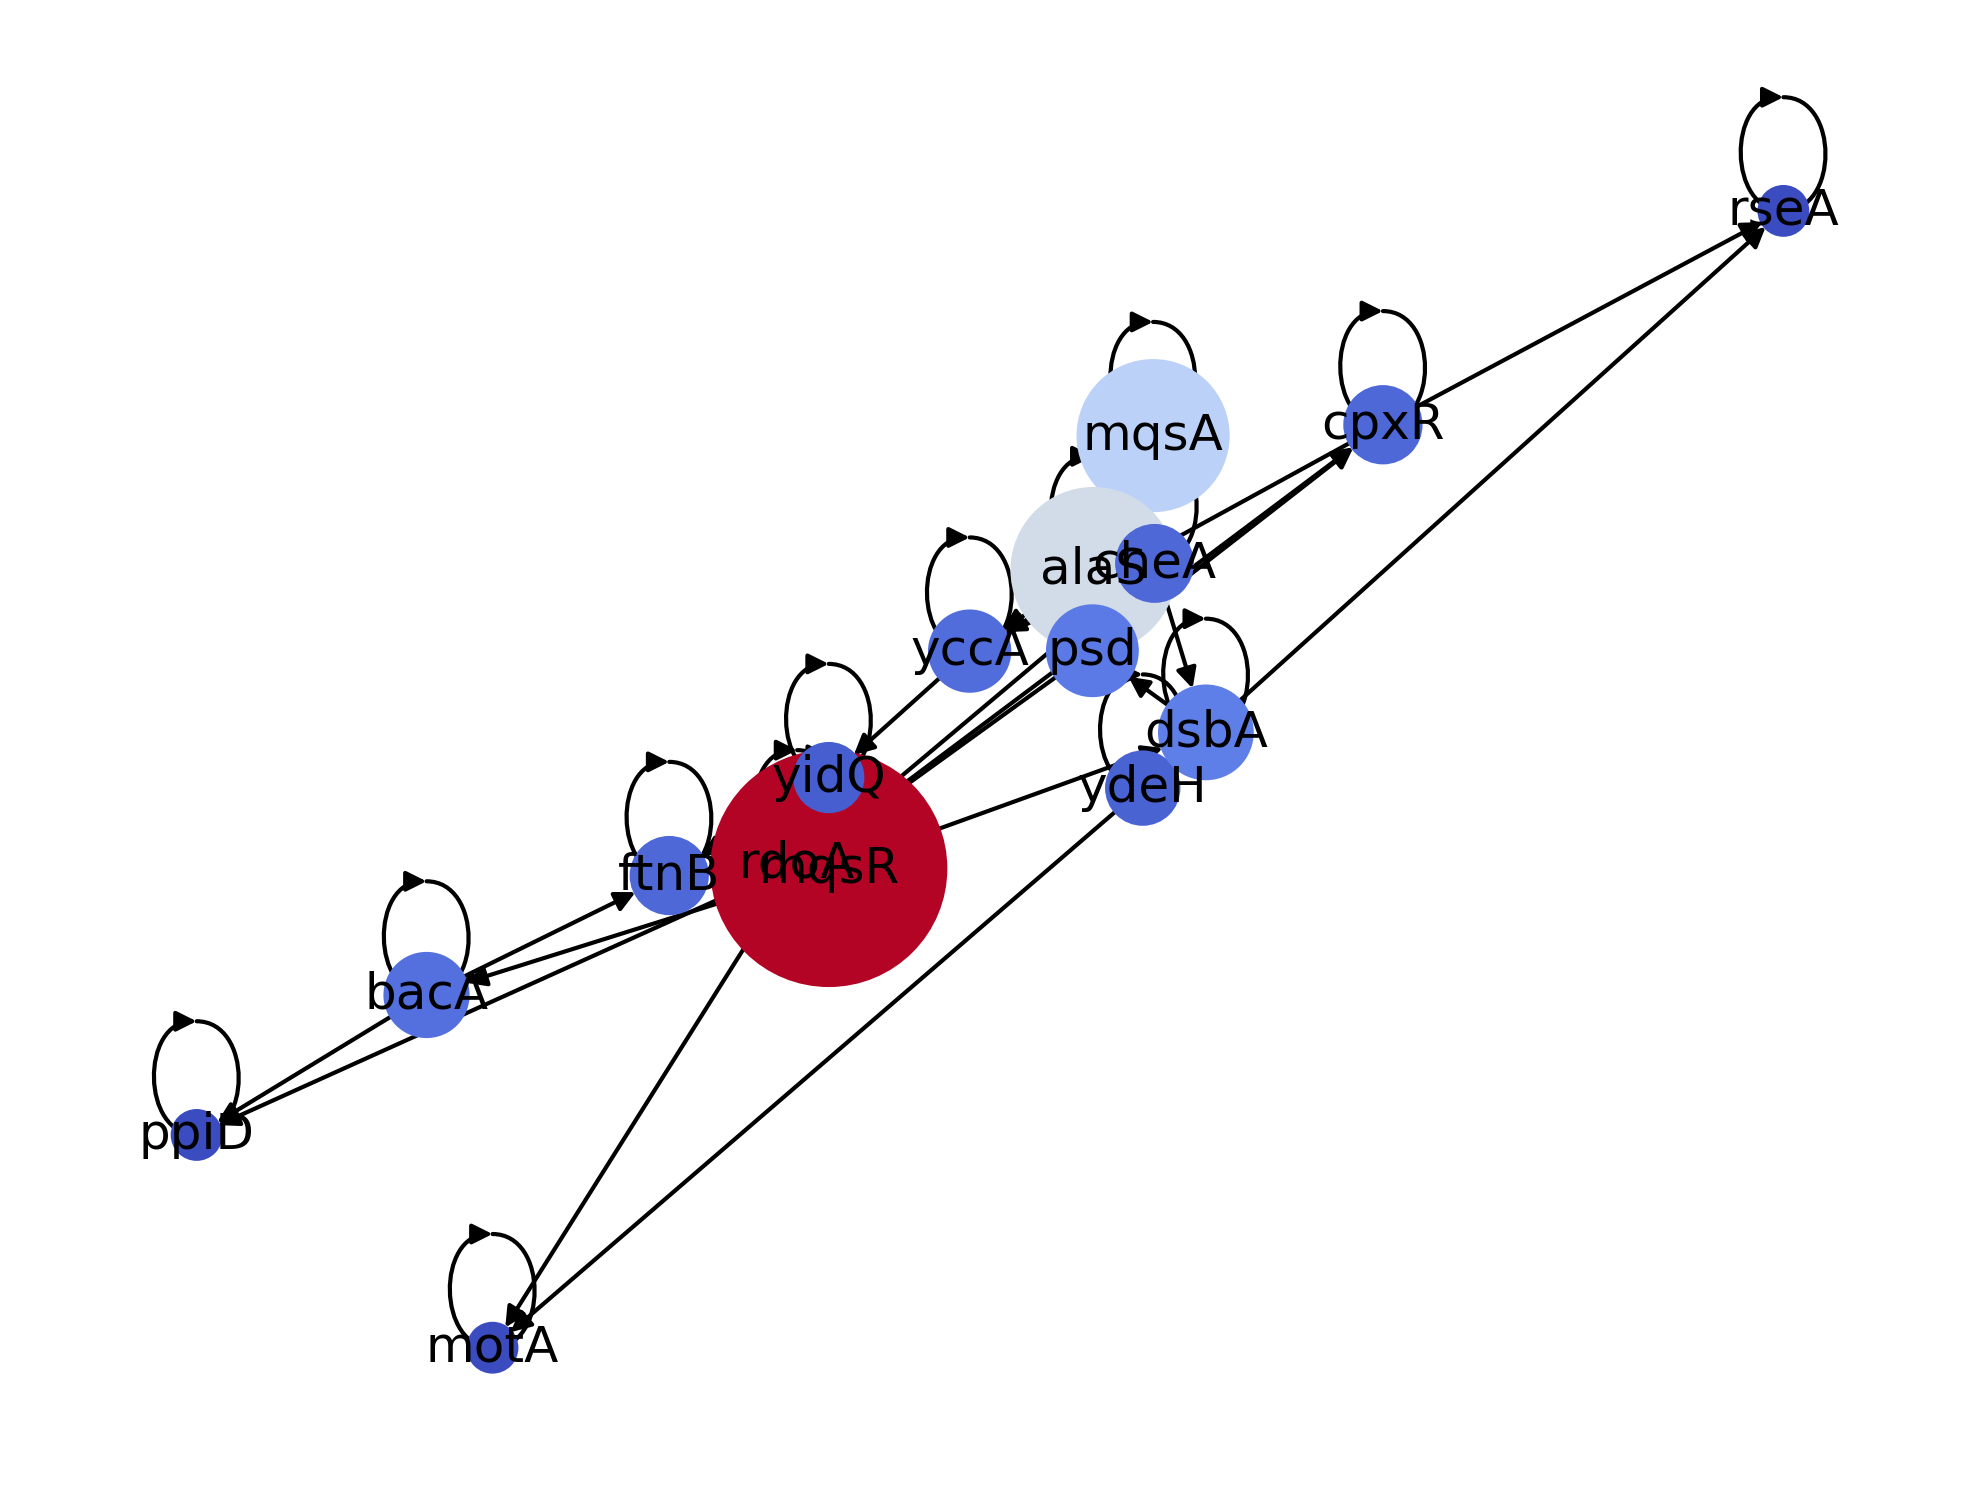 rseA
mqsA
cpxR
alaS
cheA
yccA
psd
dsbA
yidQ
ydeH
rdoA
mqsR
ftnB
bacA
ppiD
motA